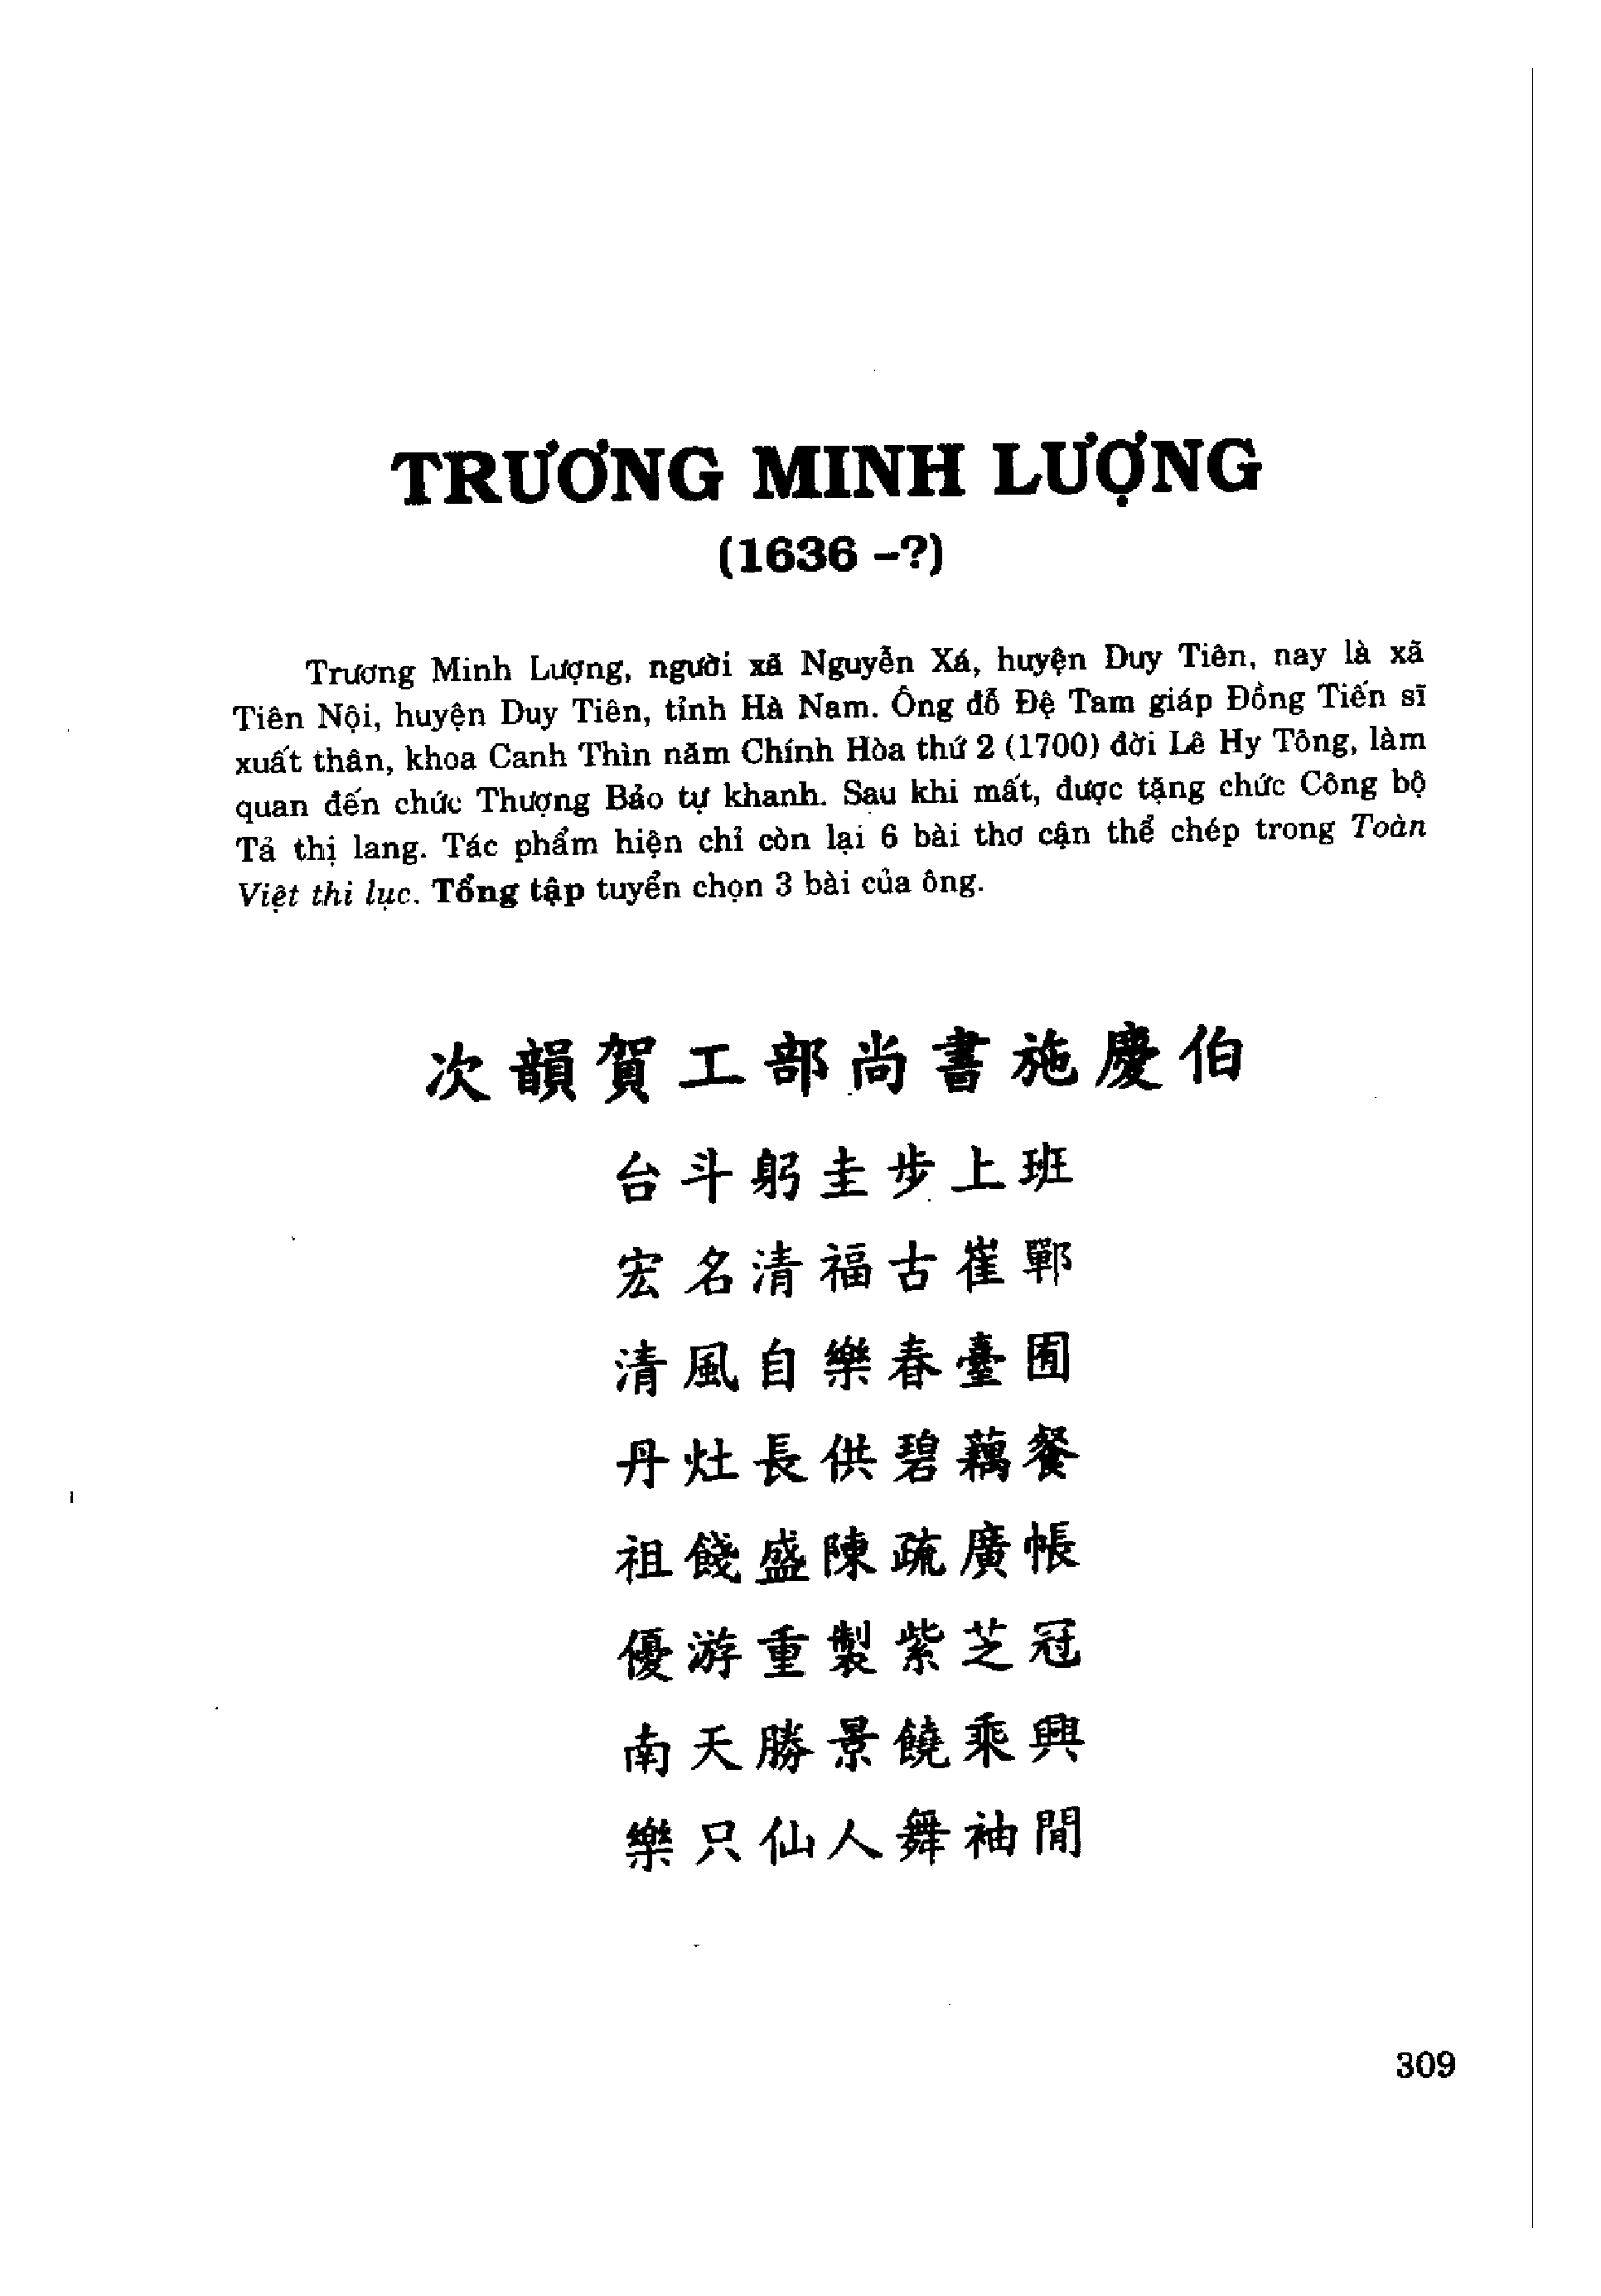 TRƯƠNG MINH LƯỢNG
(1636 –?)
Trương Minh Lượng, người xã Nguyễn Xá, huyện Duy Tiên, nay là xã
Tiên Nội, huyện Duy Tiên, tỉnh Hà Nam. Ông đỗ Đệ Tam giáp Đồng Tiến sĩ
xuất thân, khoa Canh Thìn năm Chính Hòa thứ 2 (1700) đời Lê Hy Tông, làm
quan đến chức Thượng Bảo tự khanh. Sau khi mất, được tặng chức Công bộ
Tả thị lang. Tác phẩm hiện chỉ còn lại 6 bài thơ cận thể chép trong Toàn
Việt thi lục. Tổng tập tuyển chọn 3 bài của ông.
次韻賀工部尚書施慶伯
台斗躬圭步上班
宏名清福古崔鄲
清風自樂春臺囿
丹灶長供碧藕餐
祖餞盛陳疏廣帳
優游重製紫芝冠
南天勝景饒乘興
樂只仙人舞袖閒
309